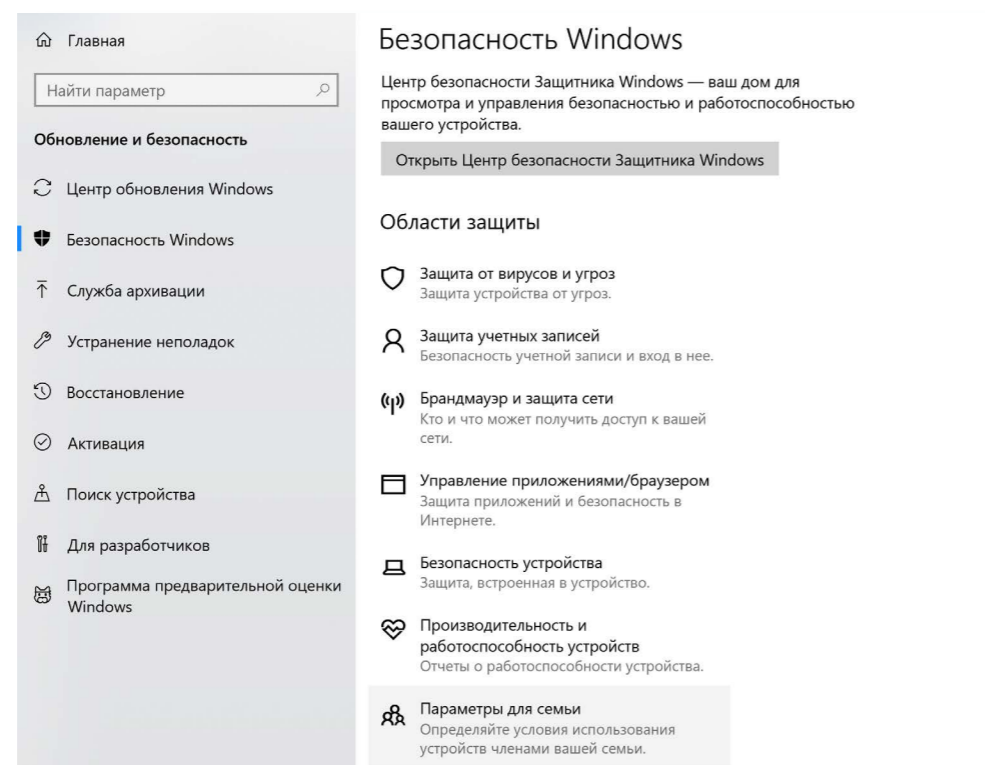 Главная
Найти параметр
Обновление и безопасность
Центр обновления Windows
Безопасность Windows
Служба архивации
Устранение неполадок
Восстановление
Активация
Поиск устройства
Для разработчиков
Программа предварительной оценки
Windows
Безопасность Windows
Центр безопасности Защитника Windows — ваш дом для
просмотра и управления безопасностью и работоспособностью
вашего устройства.
Открыть Центр безопасности Защитника Windows
Области защиты
Защита от вирусов и угроз
Защита устройства от угроз.
Защита учетных записей
Безопасность учетной записи и вход в нее.
Брандмауэр и защита сети
Кто и что может получить доступ к вашей
сети.
Управление приложениями/браузером
Защита приложений и безопасность в
Интернете.
Безопасность устройства
Защита, встроенная в устройство.
Производительность и
работоспособность устройств
Отчеты о работоспособности устройства.
Параметры для семьи
Определяйте условия использования
устройств членами вашей семьи.